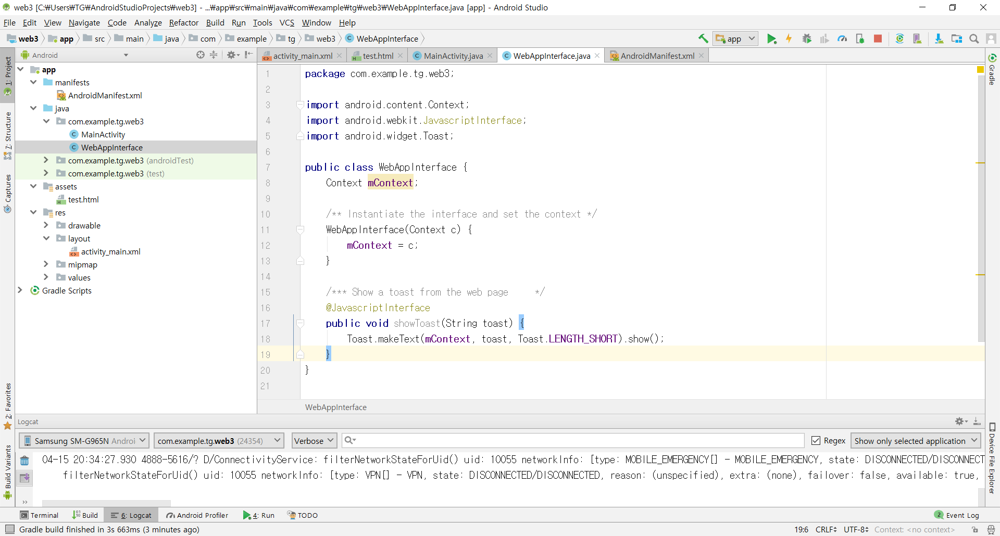 web3 [C:₩Users₩TG₩AndroidStudioProjects₩web3] - ...₩app₩src₩main₩java₩com₩example₩tg₩web3₩WebAppInterface.java [app] - Android Studio
File Edit View Navigate Code Analyze Refactor Build Run Tools VCS Window Help
web3 app src main java com example tg web3 WebAppInterface app
Android
activity_main.xml test.html MainActivity.java WebAppInterface.java AndroidManifest.xml
1: Project
7: Structure
Captures
2: Favorites
Build Variants
app
manifests
AndroidManifest.xml
java
com.example.tg.web3
MainActivity
WebAppInterface
com.example.tg.web3 (androidTest)
com.example.tg.web3 (test)
assets
test.html
res
drawable
layout
activity_main.xml
mipmap
values
Gradle Scripts
1 package com.example.tg.web3;
2
3 import android.content.Context;
4 import android.webkit.JavascriptInterface;
5 import android.widget.Toast;
6
7 public class WebAppInterface {
8 Context mContext;
9
10 /** Instantiate the interface and set the context */
11 WebAppInterface(Context c) {
12 mContext = c;
13 }
14
15 /*** Show a toast from the web page */
16 @JavascriptInterface
17 public void showToast(String toast) {
18 Toast.makeText(mContext, toast, Toast.LENGTH_SHORT).show();
19 }
20 }
21
WebAppInterface
Gradle
Device File Explorer
Logcat
Samsung SM-G965N Androi com.example.tg.web3 (24354) Verbose Regex Show only selected application
04-15 20:34:27.930 4888-5616/? D/ConnectivityService: filterNetworkStateForUid() uid: 10055 networkInfo: [type: MOBILE_EMERGENCY[] - MOBILE_EMERGENCY, state: DISCONNECTED/DISCONNECT
filterNetworkStateForUid() uid: 10055 networkInfo: [type: VPN[] - VPN, state: DISCONNECTED/DISCONNECTED, reason: (unspecified), extra: (none), failover: false, available: true,
Terminal Build 6: Logcat Android Profiler 4: Run TODO 2 Event Log
Gradle build finished in 3s 663ms (3 minutes ago) 19:6 CRLF UTF-8 Context: <no context>